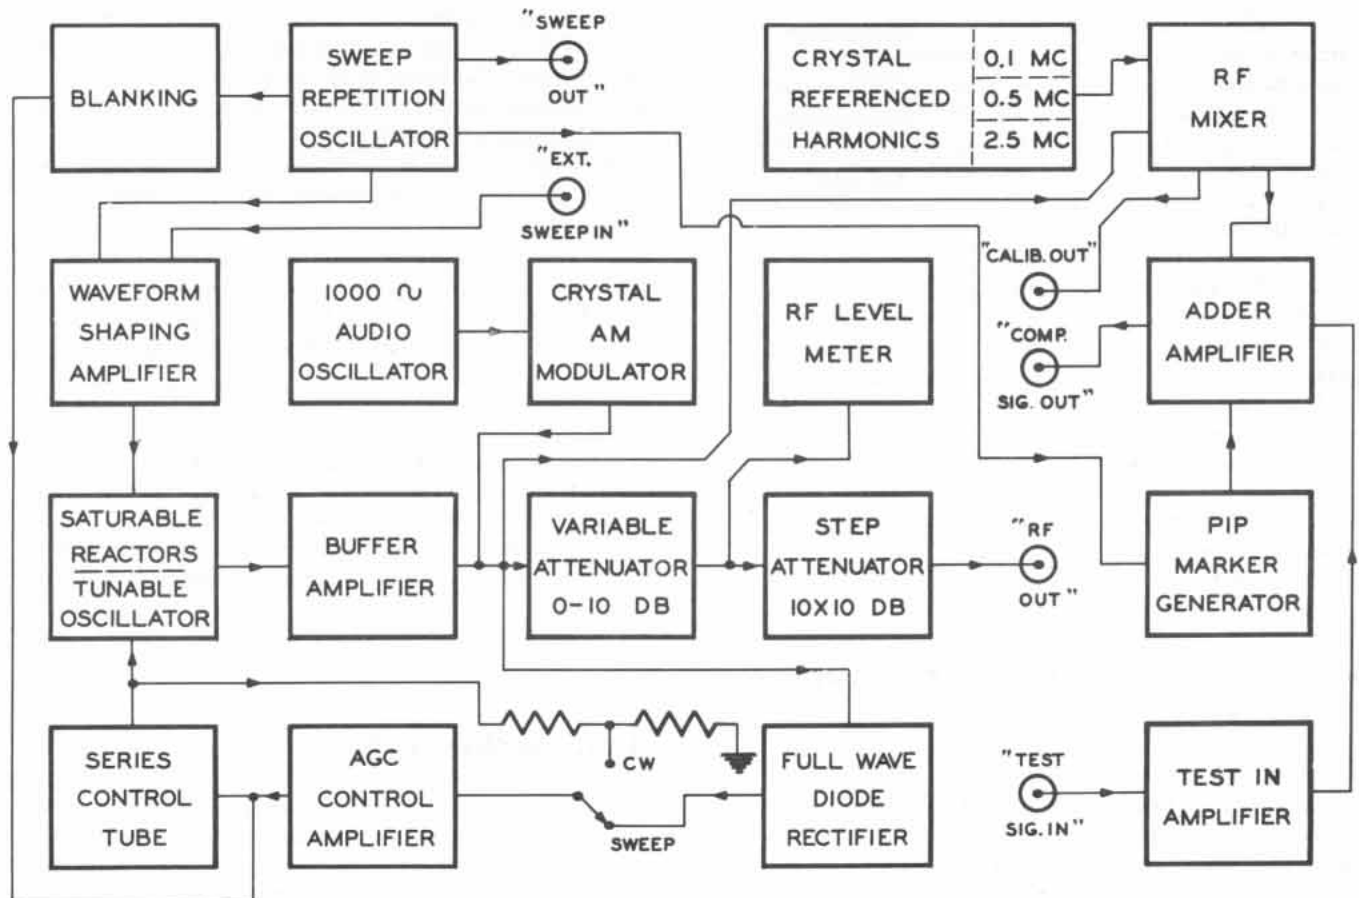 BLANKING
SWEEP
REPETITION
OSCILLATOR
"SWEEP
OUT"
"EXT.
SWEEP IN"
CRYSTAL
REFERENCED
HARMONICS
0.1 MC
0.5 MC
2.5 MC
RF
MIXER
WAVEFORM
SHAPING
AMPLIFIER
1000 ∿
AUDIO
OSCILLATOR
CRYSTAL
AM
MODULATOR
RF LEVEL
METER
"CALIB. OUT"
"COMP.
SIG. OUT"
ADDER
AMPLIFIER
SATURABLE
REACTORS
TUNABLE
OSCILLATOR
BUFFER
AMPLIFIER
VARIABLE
ATTENUATOR
0-10 DB
STEP
ATTENUATOR
10X10 DB
"RF
OUT"
PIP
MARKER
GENERATOR
SERIES
CONTROL
TUBE
AGC
CONTROL
AMPLIFIER
CW
SWEEP
FULL WAVE
DIODE
RECTIFIER
"TEST
SIG. IN"
TEST IN
AMPLIFIER